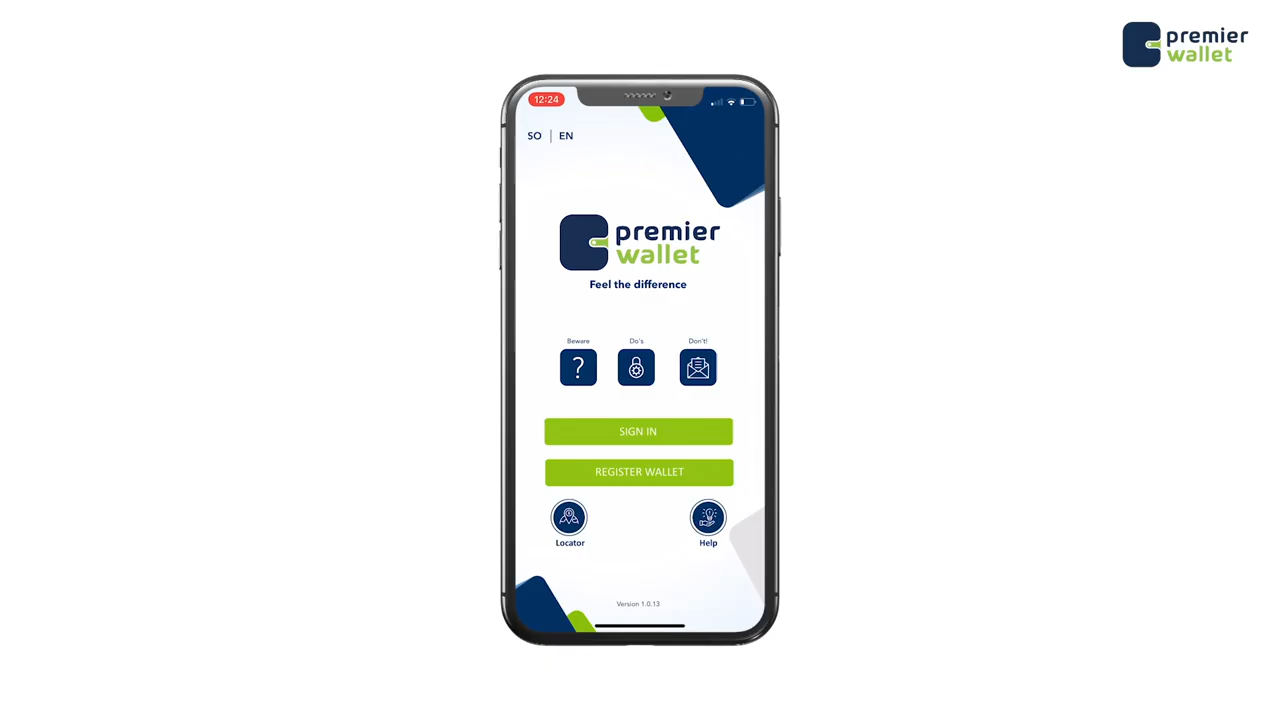 premier
wallet
12:24
SO | EN
premier
wallet
Feel the difference
Beware
Do's
Don't!
SIGN IN
REGISTER WALLET
Locator
Help
Version 1.0.13